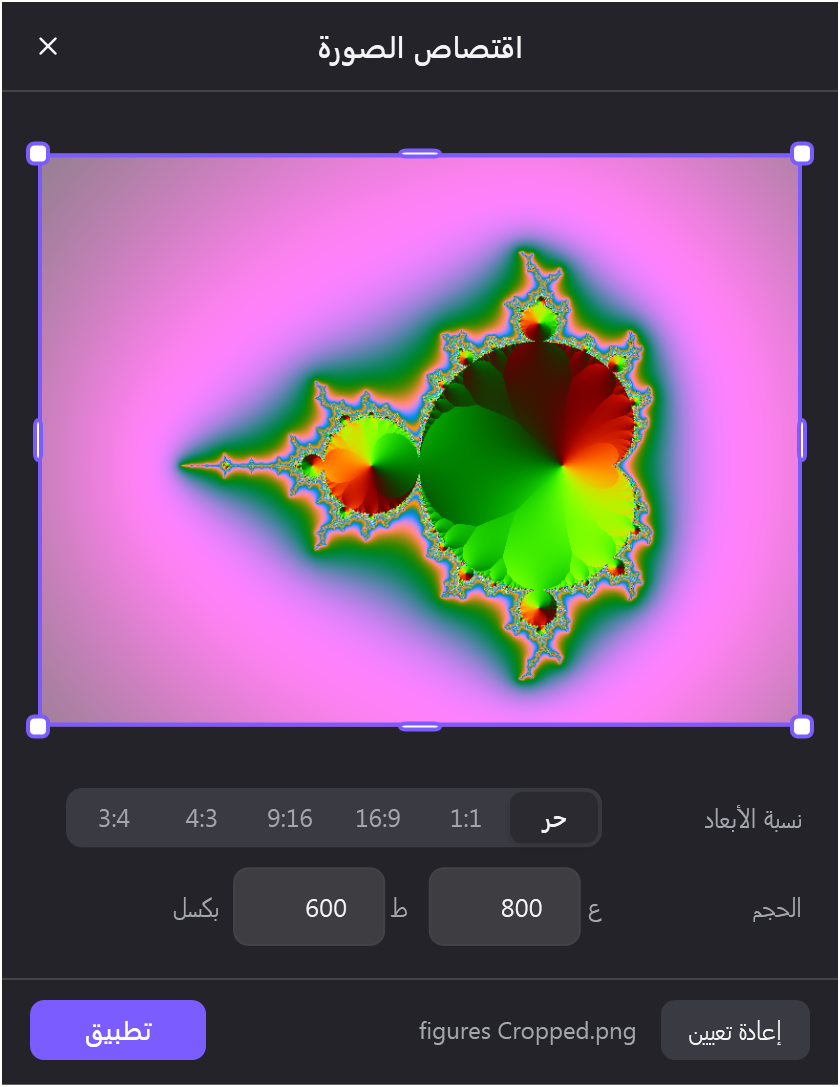 اقتصاص الصورة
نسبة الأبعاد حر 1:1 16:9 9:16 4:3 3:4
الحجم ع 800 ط 600 بكسل
إعادة تعيين figures Cropped.png تطبيق